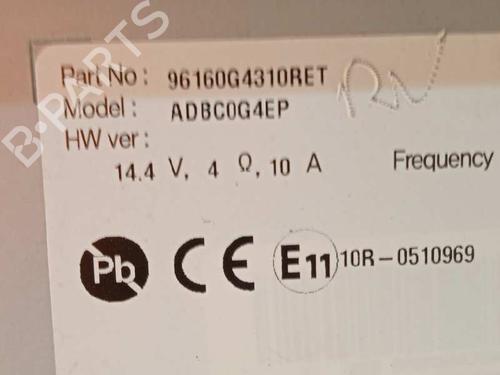 B-PARTS
Part No : 96160G4310RET
Model : ADBC0G4EP
HW ver :
14.4 V, 4 Ω, 10 A Frequency
Pb CE E11 10R-0510969